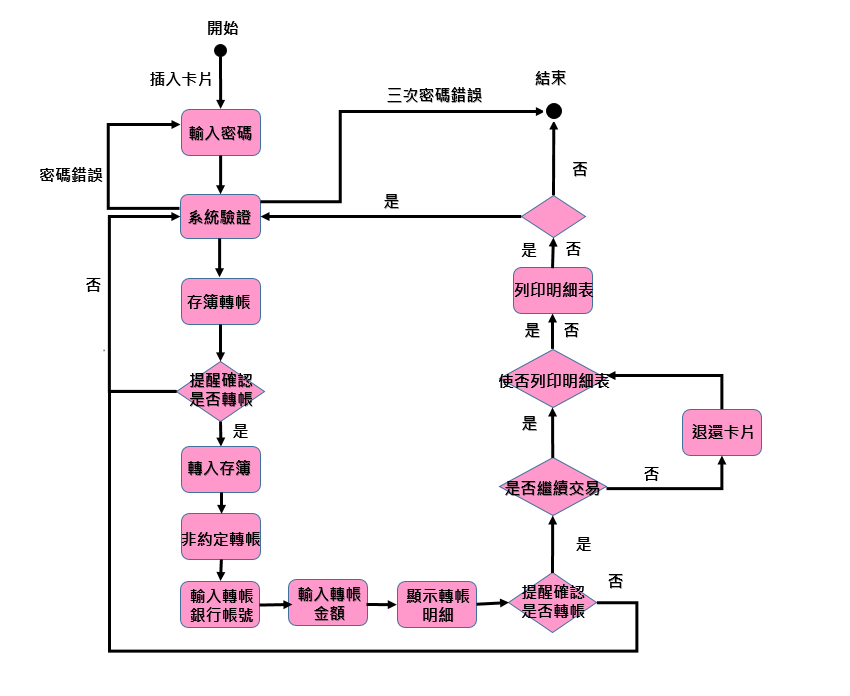 開始
插入卡片
輸入密碼
密碼錯誤
系統驗證
三次密碼錯誤
結束
否
是
存簿轉帳
提醒確認
是否轉帳
否
是
轉入存簿
非約定轉帳
輸入轉帳
銀行帳號
輸入轉帳
金額
顯示轉帳
明細
提醒確認
是否轉帳
否
是
是否繼續交易
否
退還卡片
是
使否列印明細表
是
否
列印明細表
是
否